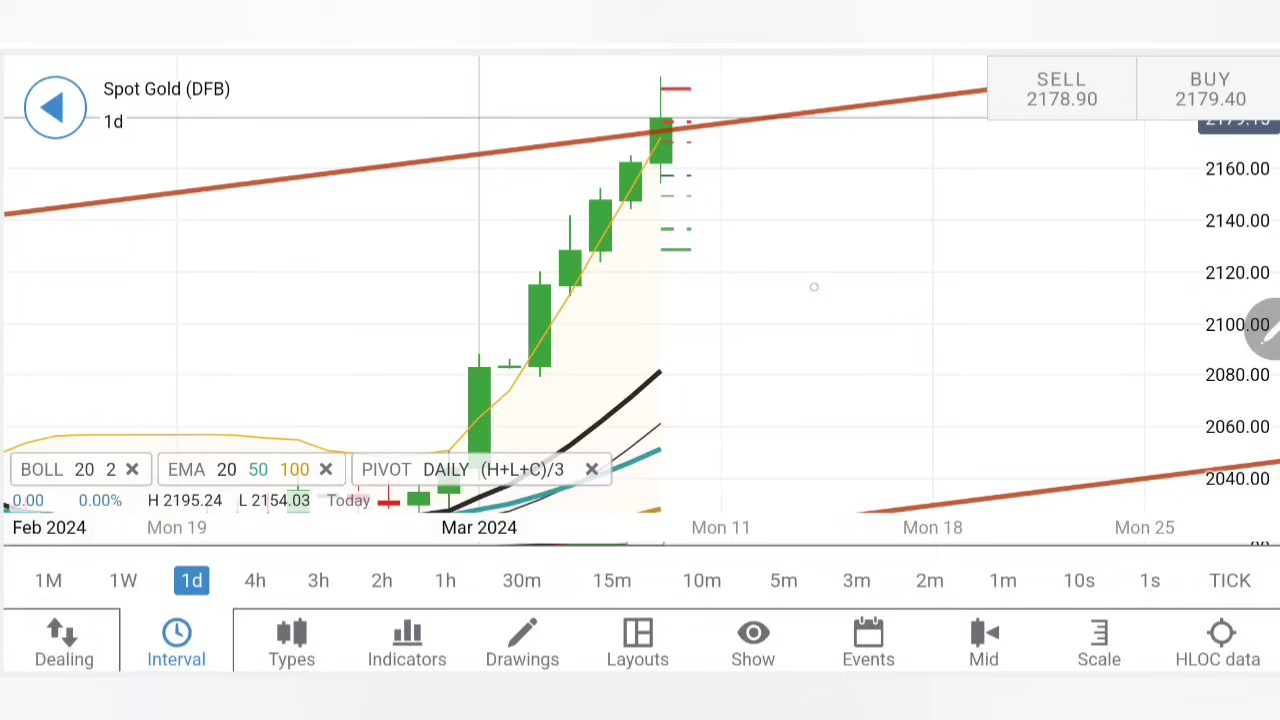 Spot Gold (DFB)
1d
SELL
2178.90
BUY
2179.40
2160.00
2140.00
2120.00
2100.00
2080.00
2060.00
2040.00
BOLL 20 2
EMA 20 50 100
PIVOT DAILY (H+L+C)/3
0.00 0.00% H 2195.24 L 2154.03 Today
Feb 2024 Mon 19 Mar 2024 Mon 11 Mon 18 Mon 25
1M 1W 1d 4h 3h 2h 1h 30m 15m 10m 5m 3m 2m 1m 10s 1s TICK
Dealing Interval Types Indicators Drawings Layouts Show Events Mid Scale HLOC data